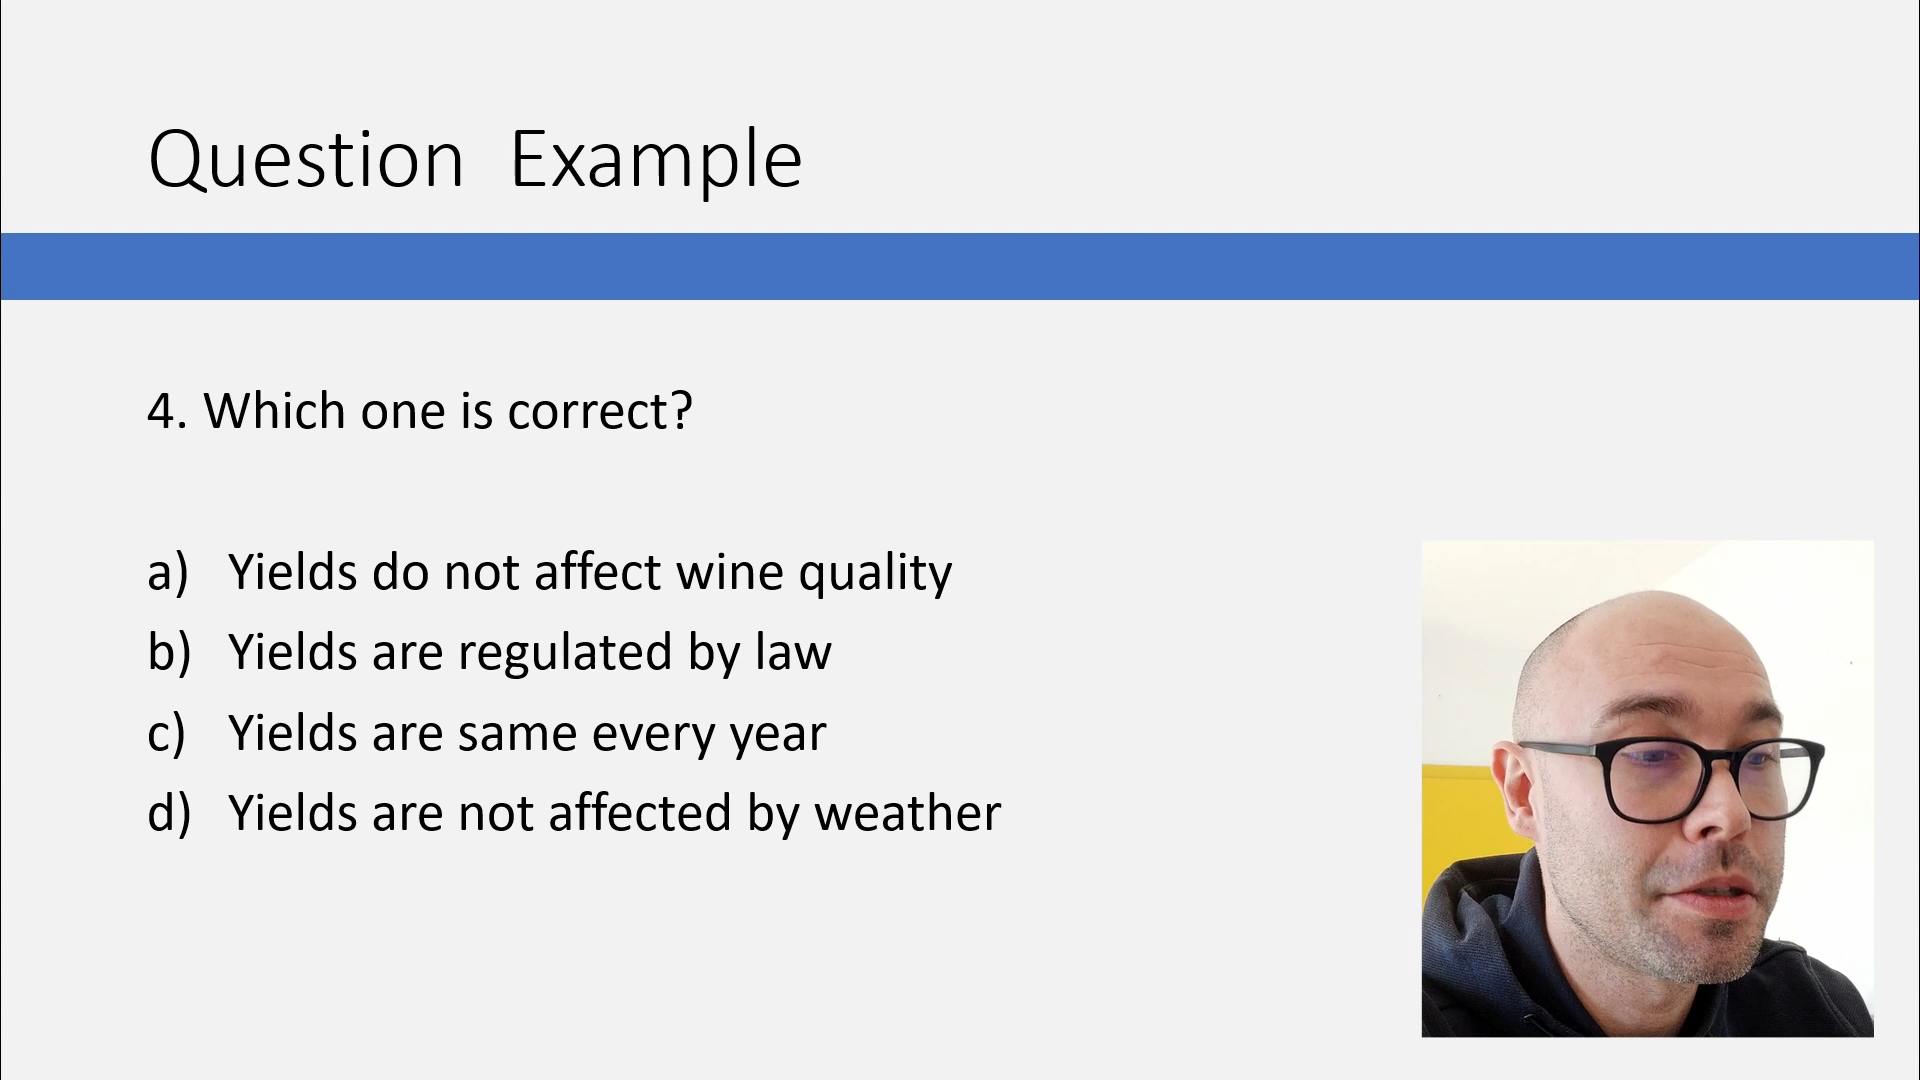 Question Example
4. Which one is correct?
a) Yields do not affect wine quality
b) Yields are regulated by law
c) Yields are same every year
d) Yields are not affected by weather